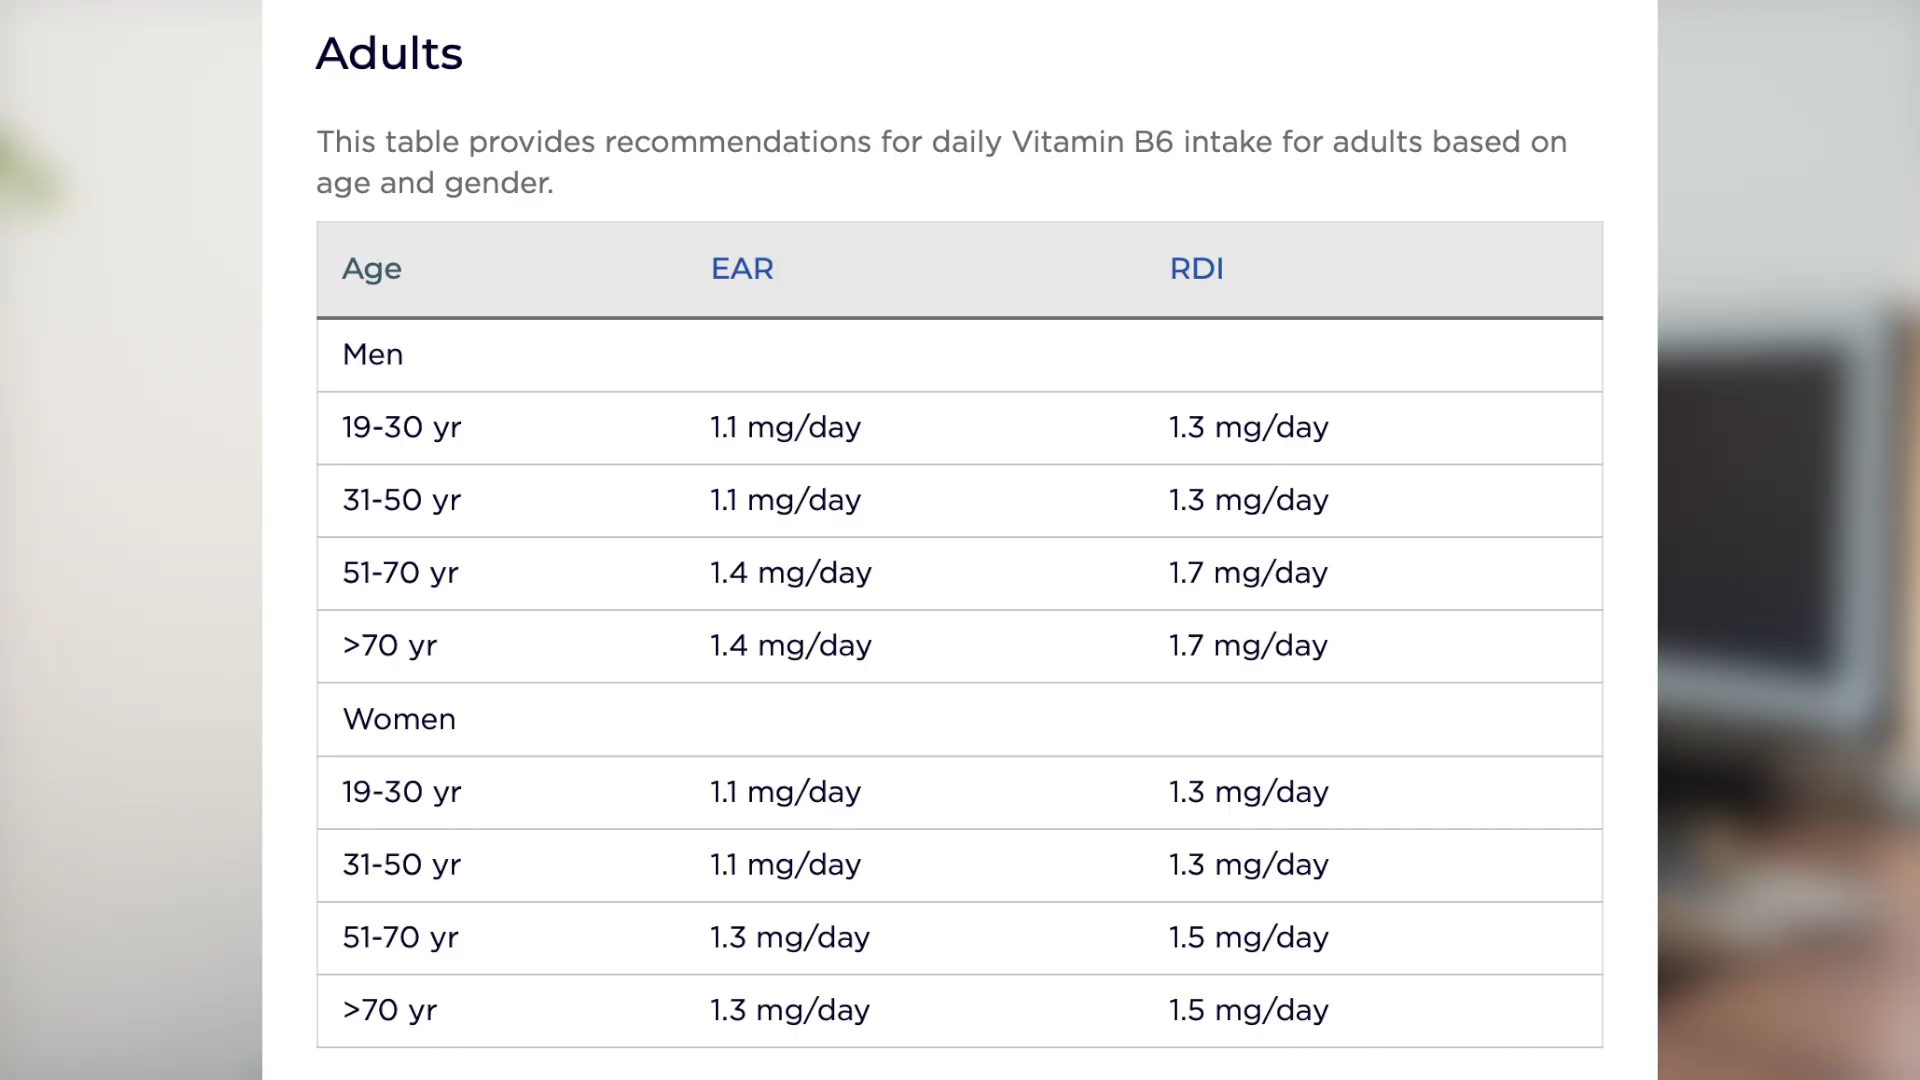 Adults
This table provides recommendations for daily Vitamin B6 intake for adults based on
age and gender.
Age EAR RDI
Men
19-30 yr 1.1 mg/day 1.3 mg/day
31-50 yr 1.1 mg/day 1.3 mg/day
51-70 yr 1.4 mg/day 1.7 mg/day
>70 yr 1.4 mg/day 1.7 mg/day
Women
19-30 yr 1.1 mg/day 1.3 mg/day
31-50 yr 1.1 mg/day 1.3 mg/day
51-70 yr 1.3 mg/day 1.5 mg/day
>70 yr 1.3 mg/day 1.5 mg/day